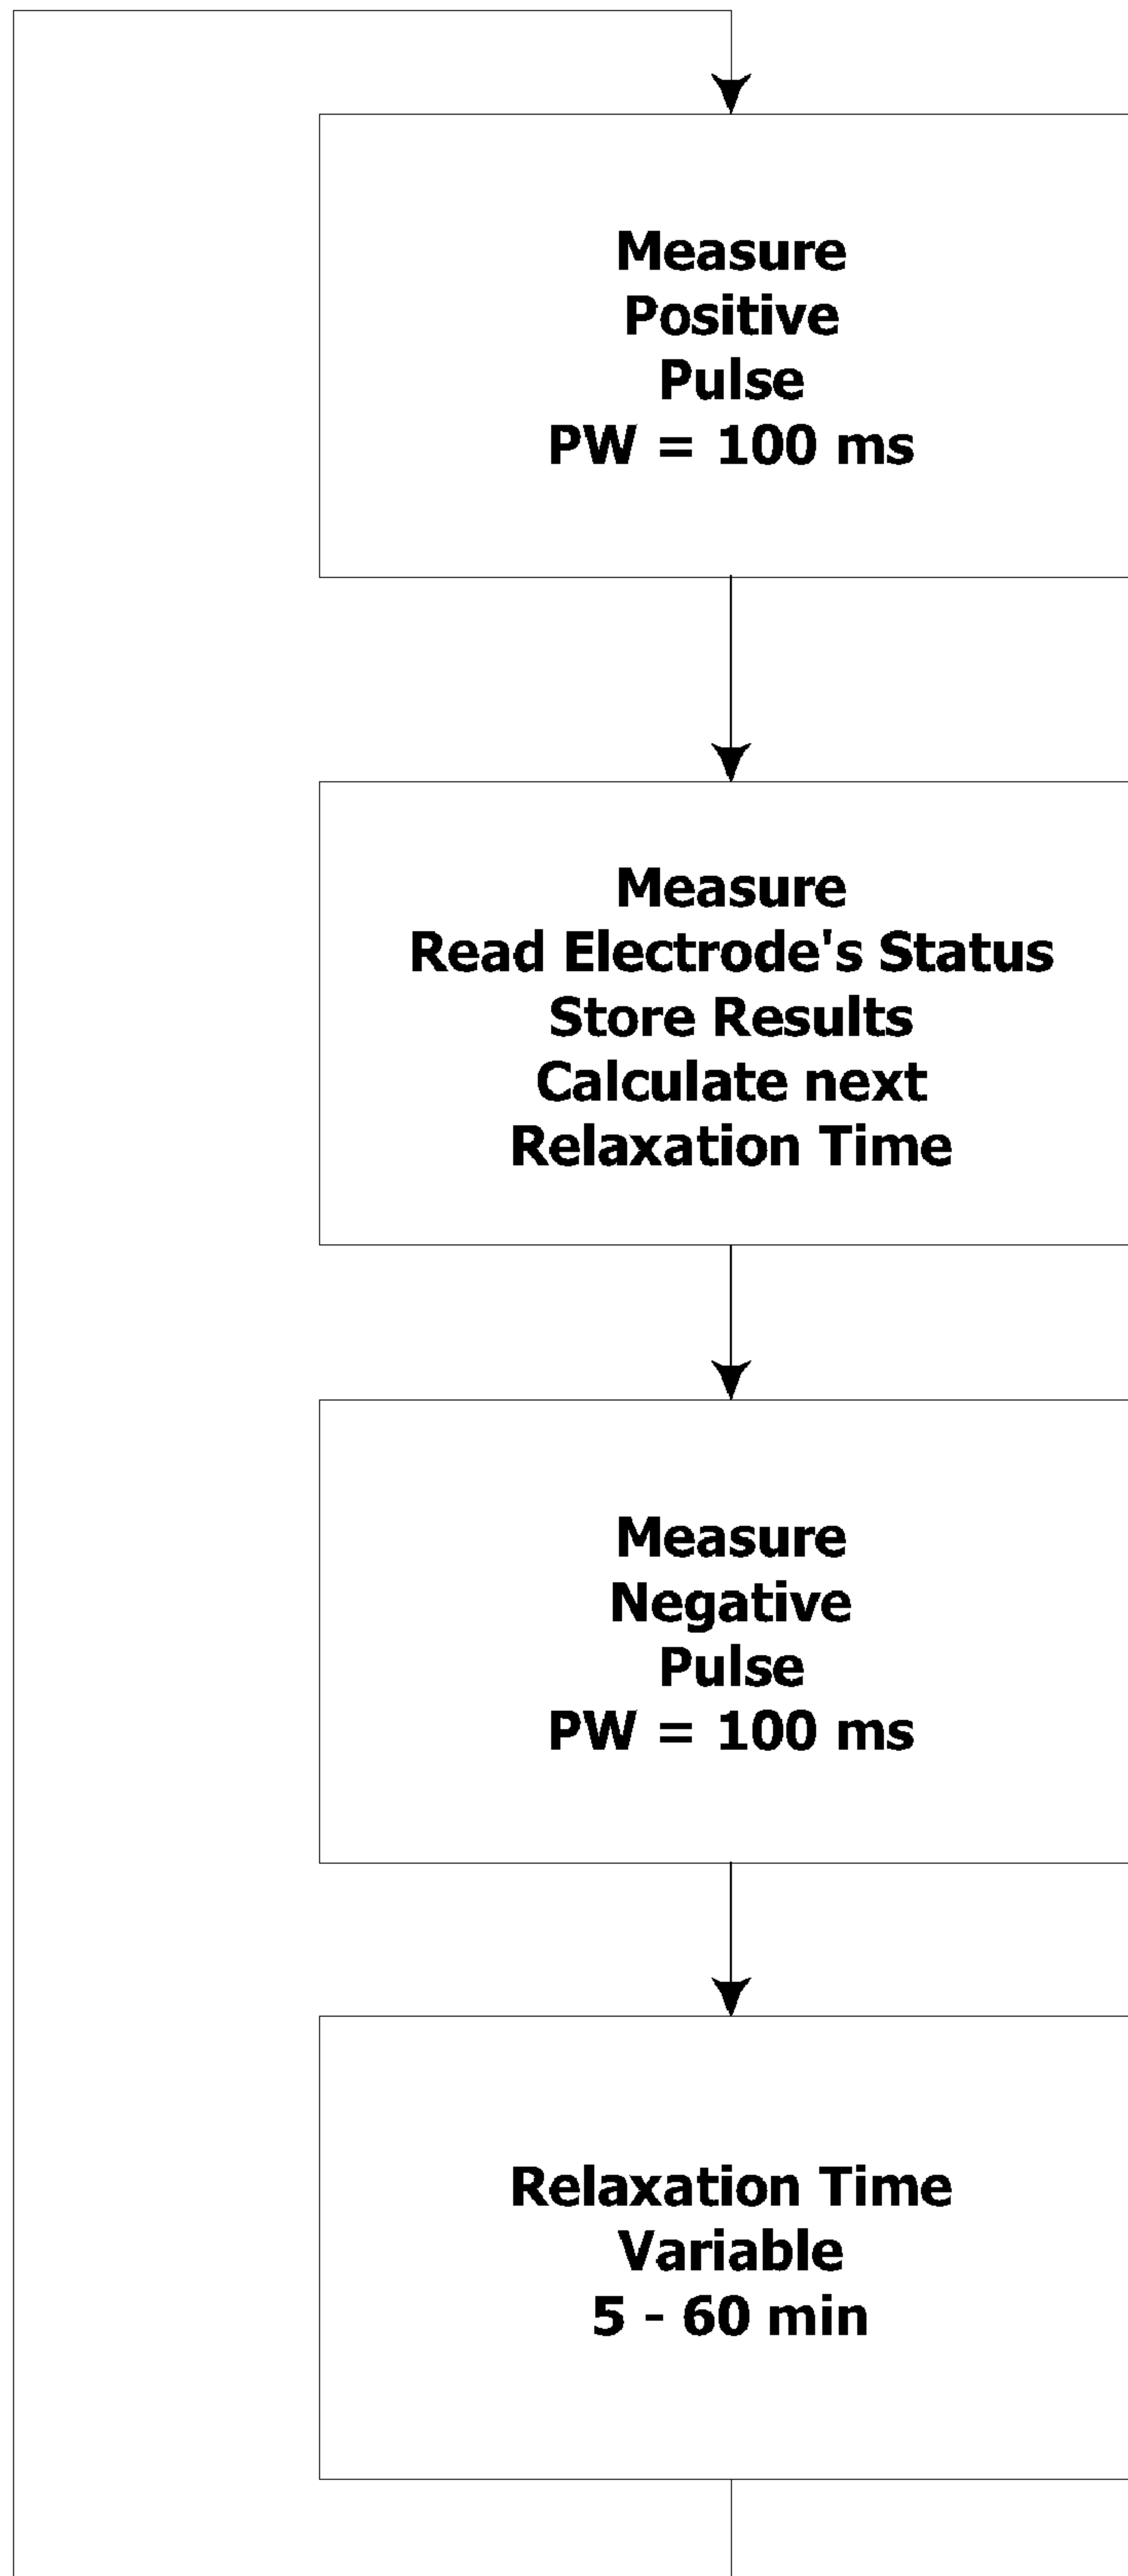 Measure
Positive
Pulse
PW = 100 ms
Measure
Read Electrode's Status
Store Results
Calculate next
Relaxation Time
Measure
Negative
Pulse
PW = 100 ms
Relaxation Time
Variable
5 - 60 min